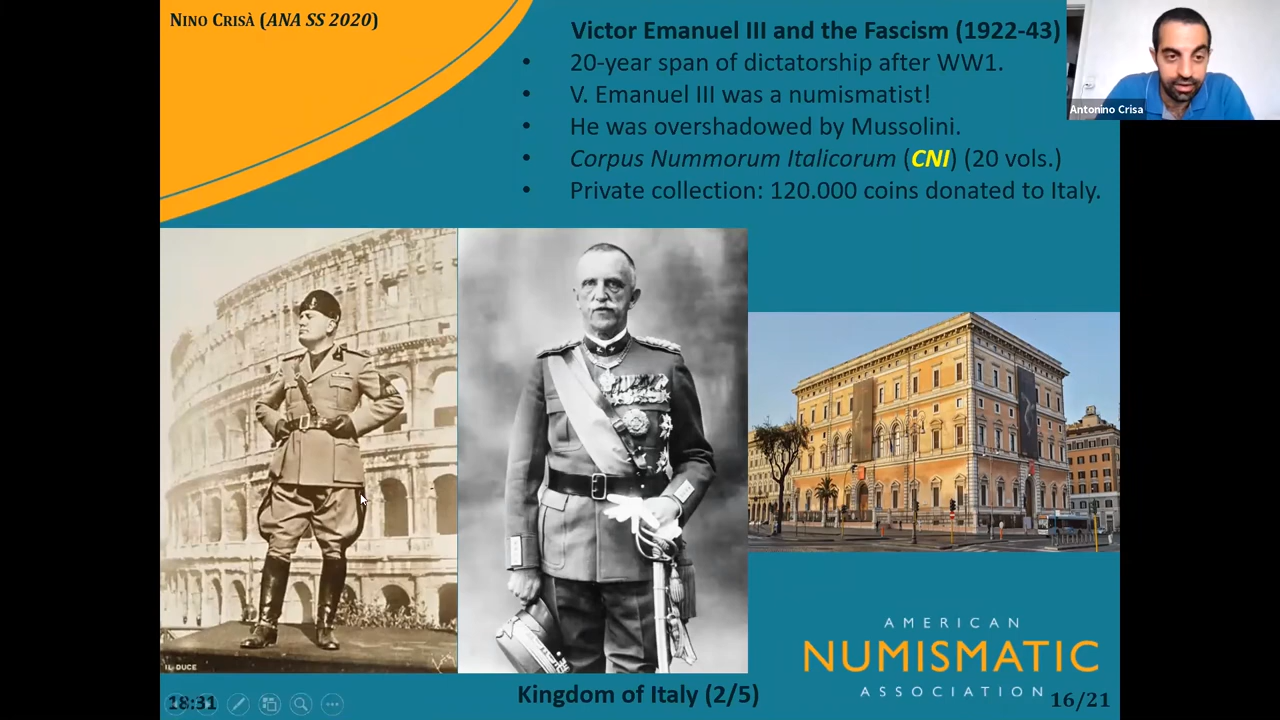 NINO CRISÀ (ANA SS 2020)
Victor Emanuel III and the Fascism (1922-43)
• 20-year span of dictatorship after WW1.
• V. Emanuel III was a numismatist!
• He was overshadowed by Mussolini.
• Corpus Nummorum Italicorum (CNI) (20 vols.)
• Private collection: 120.000 coins donated to Italy.
Antonino Crisa
IL DUCE
AMERICAN
NUMISMATIC
ASSOCIATION
18:31
Kingdom of Italy (2/5)
16/21